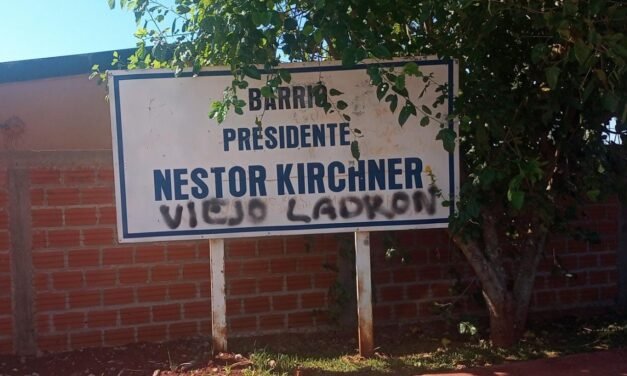 BARRIO
PRESIDENTE
NESTOR KIRCHNER
VIEJO LADRON